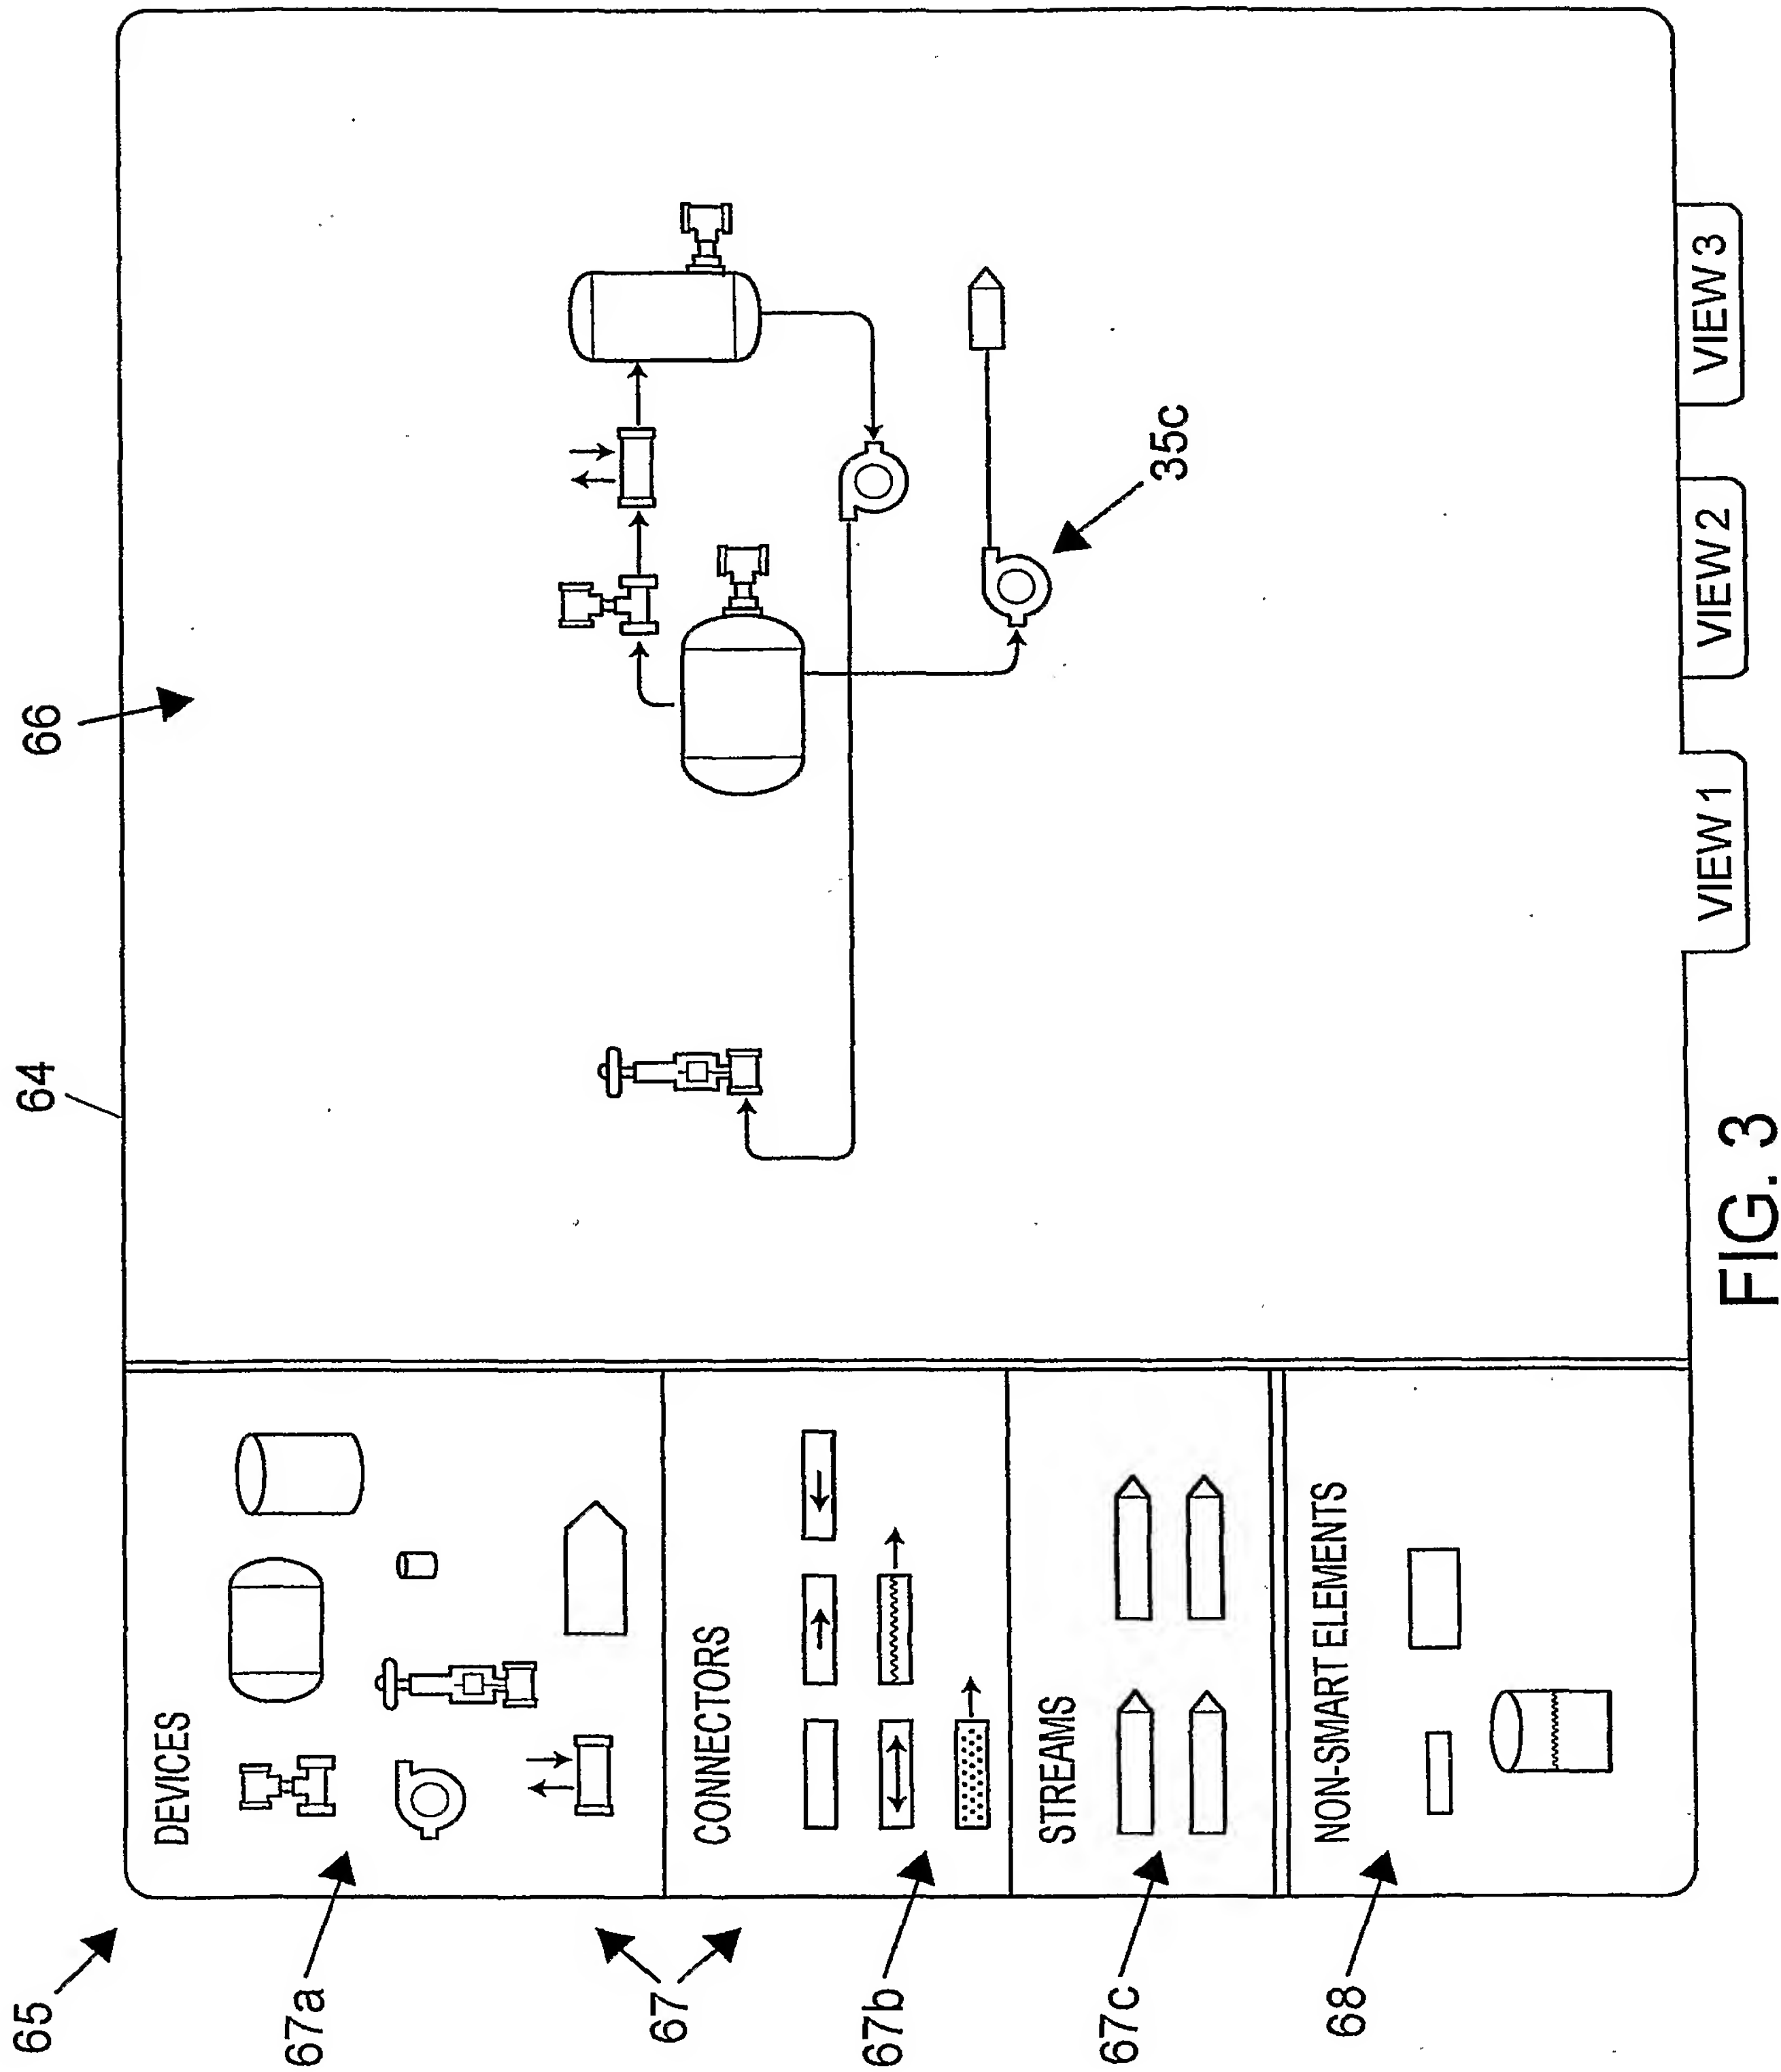 65
64
66
67a
DEVICES
67
CONNECTORS
67b
STREAMS
67c
NON-SMART ELEMENTS
68
35c
VIEW 1
VIEW 2
VIEW 3
FIG. 3